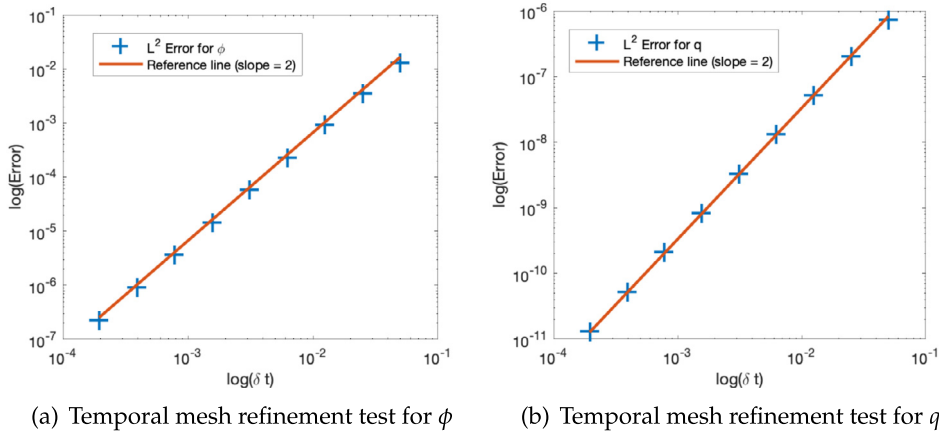 10^-1
10^-2
10^-3
10^-4
10^-5
10^-6
10^-7
log(Error)
L^2 Error for ϕ
Reference line (slope = 2)
10^-4
10^-3
10^-2
10^-1
log(δ t)
(a) Temporal mesh refinement test for ϕ
10^-6
10^-7
10^-8
10^-9
10^-10
10^-11
log(Error)
L^2 Error for q
Reference line (slope = 2)
10^-4
10^-3
10^-2
10^-1
log(δ t)
(b) Temporal mesh refinement test for q